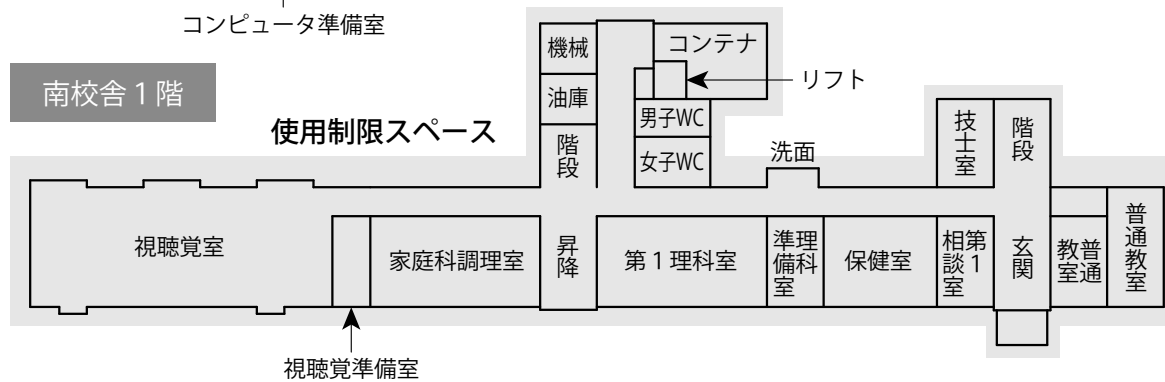 コンピュータ準備室
南校舎1階
使用制限スペース
機械
コンテナ
油庫
リフト
男子WC
女子WC
階段
洗面
技士室
階段
視聴覚室
家庭科調理室
昇降
第1理科室
理科
準備室
保健室
第1
相談室
玄関
普通
教室
普通教室
視聴覚準備室